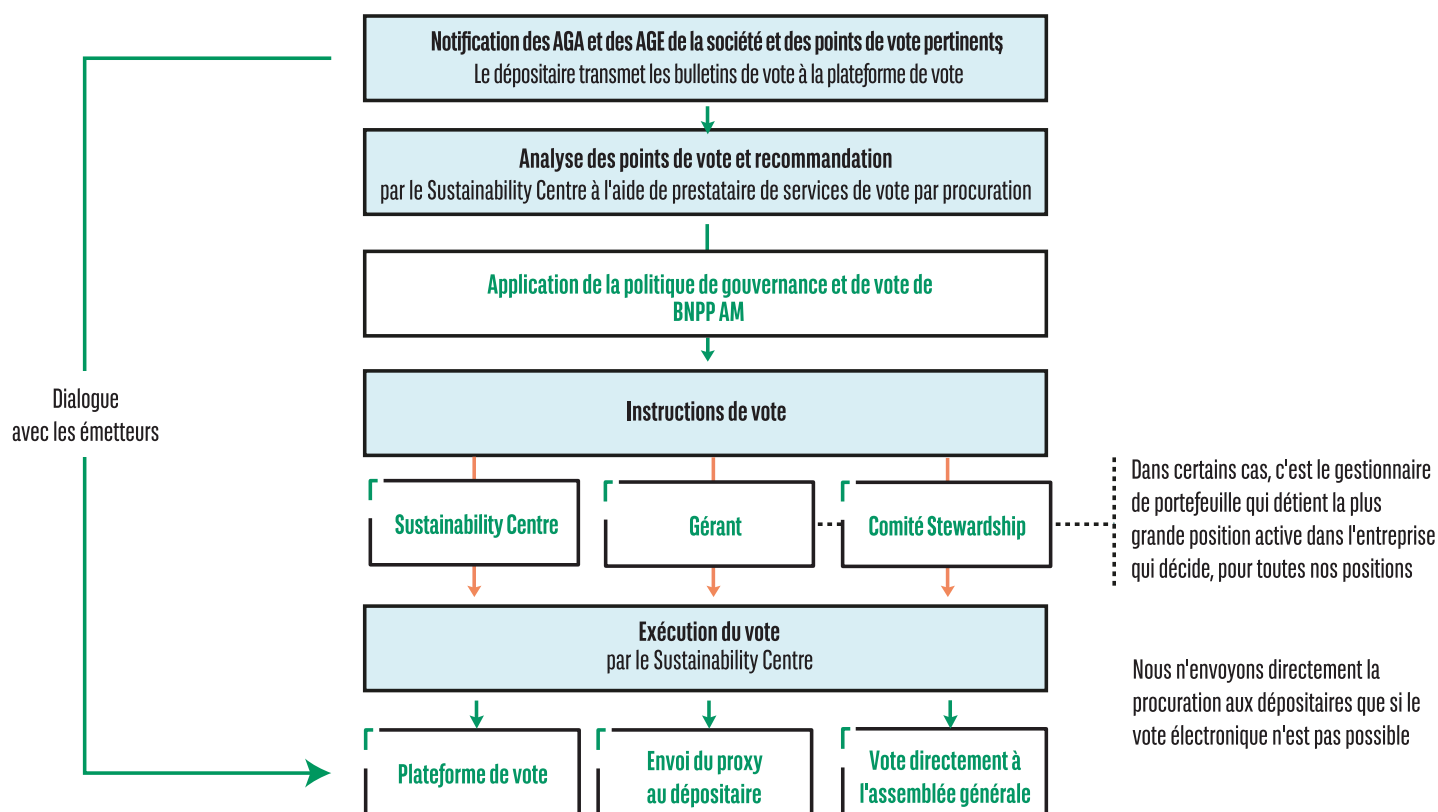 Notification des AGA et des AGE de la société et des points de vote pertinents
Le dépositaire transmet les bulletins de vote à la plateforme de vote
Analyse des points de vote et recommandation
par le Sustainability Centre à l'aide de prestataire de services de vote par procuration
Application de la politique de gouvernance et de vote de
BNPP AM
Dialogue
avec les émetteurs
Instructions de vote
Sustainability Centre
Gérant
Comité Stewardship
Dans certains cas, c'est le gestionnaire
de portefeuille qui détient la plus
grande position active dans l'entreprise
qui décide, pour toutes nos positions
Exécution du vote
par le Sustainability Centre
Nous n'envoyons directement la
procuration aux dépositaires que si le
vote électronique n'est pas possible
Plateforme de vote
Envoi du proxy
au dépositaire
Vote directement à
l'assemblée générale